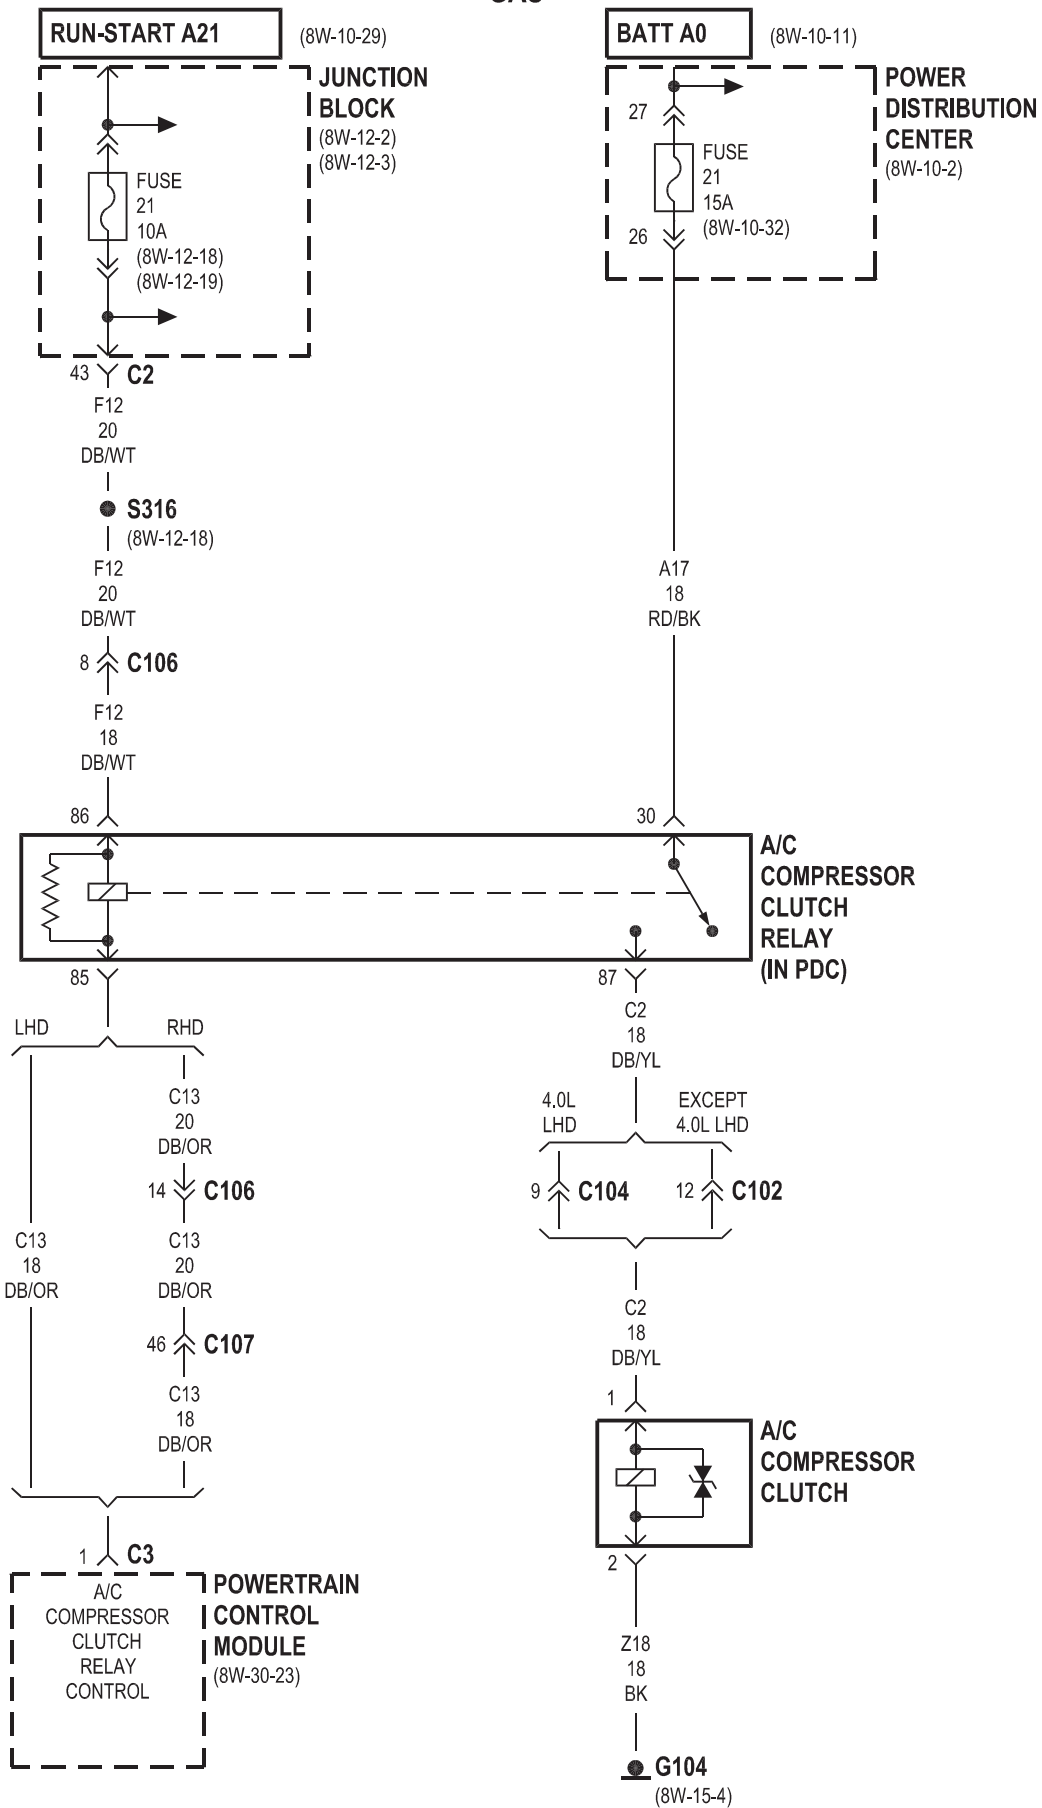 GAS
RUN-START A21
(8W-10-29)
BATT A0
(8W-10-11)
JUNCTION
BLOCK
(8W-12-2)
(8W-12-3)
POWER
DISTRIBUTION
CENTER
(8W-10-2)
27
FUSE
21
15A
(8W-10-32)
26
FUSE
21
10A
(8W-12-18)
(8W-12-19)
43
C2
F12
20
DB/WT
S316
(8W-12-18)
F12
20
DB/WT
A17
18
RD/BK
8
C106
F12
18
DB/WT
86
30
A/C
COMPRESSOR
CLUTCH
RELAY
(IN PDC)
85
87
LHD
RHD
C13
20
DB/OR
14
C106
C13
18
DB/OR
C13
20
DB/OR
46
C107
C13
18
DB/OR
C2
18
DB/YL
4.0L
LHD
EXCEPT
4.0L LHD
9
C104
12
C102
C2
18
DB/YL
1
A/C
COMPRESSOR
CLUTCH
2
1
C3
A/C
COMPRESSOR
CLUTCH
RELAY
CONTROL
POWERTRAIN
CONTROL
MODULE
(8W-30-23)
Z18
18
BK
G104
(8W-15-4)